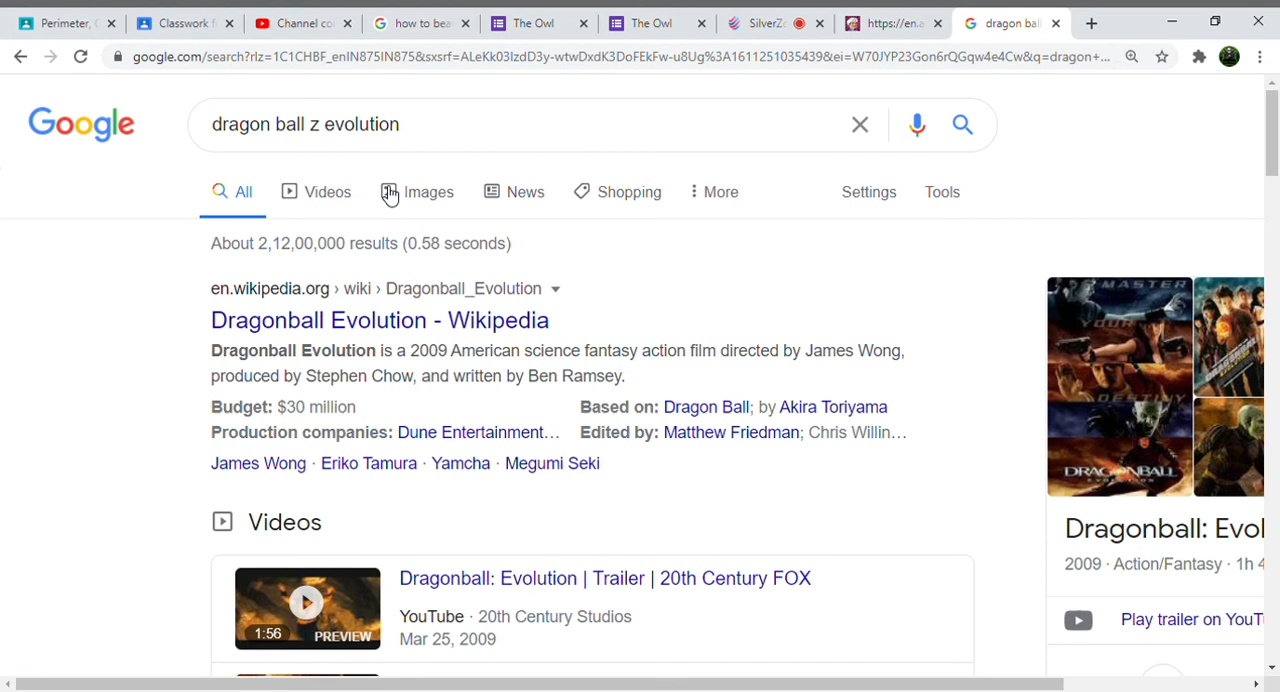 Perimeter,
Classwork f
Channel co
how to bea
The Owl
The Owl
SilverZ
https://en.
dragon ball
google.com/search?rlz=1C1CHBF_enIN875IN875&sxsrf=ALeKk03IzdD3y-wtwDxdK3DoFEkFw-u8Ug%3A1611251035439&ei=W70JYP23Gon6rQGqw4e4Cw&q=dragon+...
Google
dragon ball z evolution
All
Videos
Images
News
Shopping
More
Settings
Tools
About 2,12,00,000 results (0.58 seconds)
en.wikipedia.org › wiki › Dragonball_Evolution
Dragonball Evolution - Wikipedia
Dragonball Evolution is a 2009 American science fantasy action film directed by James Wong,
produced by Stephen Chow, and written by Ben Ramsey.
Budget: $30 million
Based on: Dragon Ball; by Akira Toriyama
Production companies: Dune Entertainment…
Edited by: Matthew Friedman; Chris Willin…
James Wong · Eriko Tamura · Yamcha · Megumi Seki
Videos
1:56
PREVIEW
Dragonball: Evolution | Trailer | 20th Century FOX
YouTube · 20th Century Studios
Mar 25, 2009
MASTER
YOUR
DESTINY
DRAGONBALL
EVOLUTION
Dragonball: Evol
2009 · Action/Fantasy · 1h 4
Play trailer on YouT